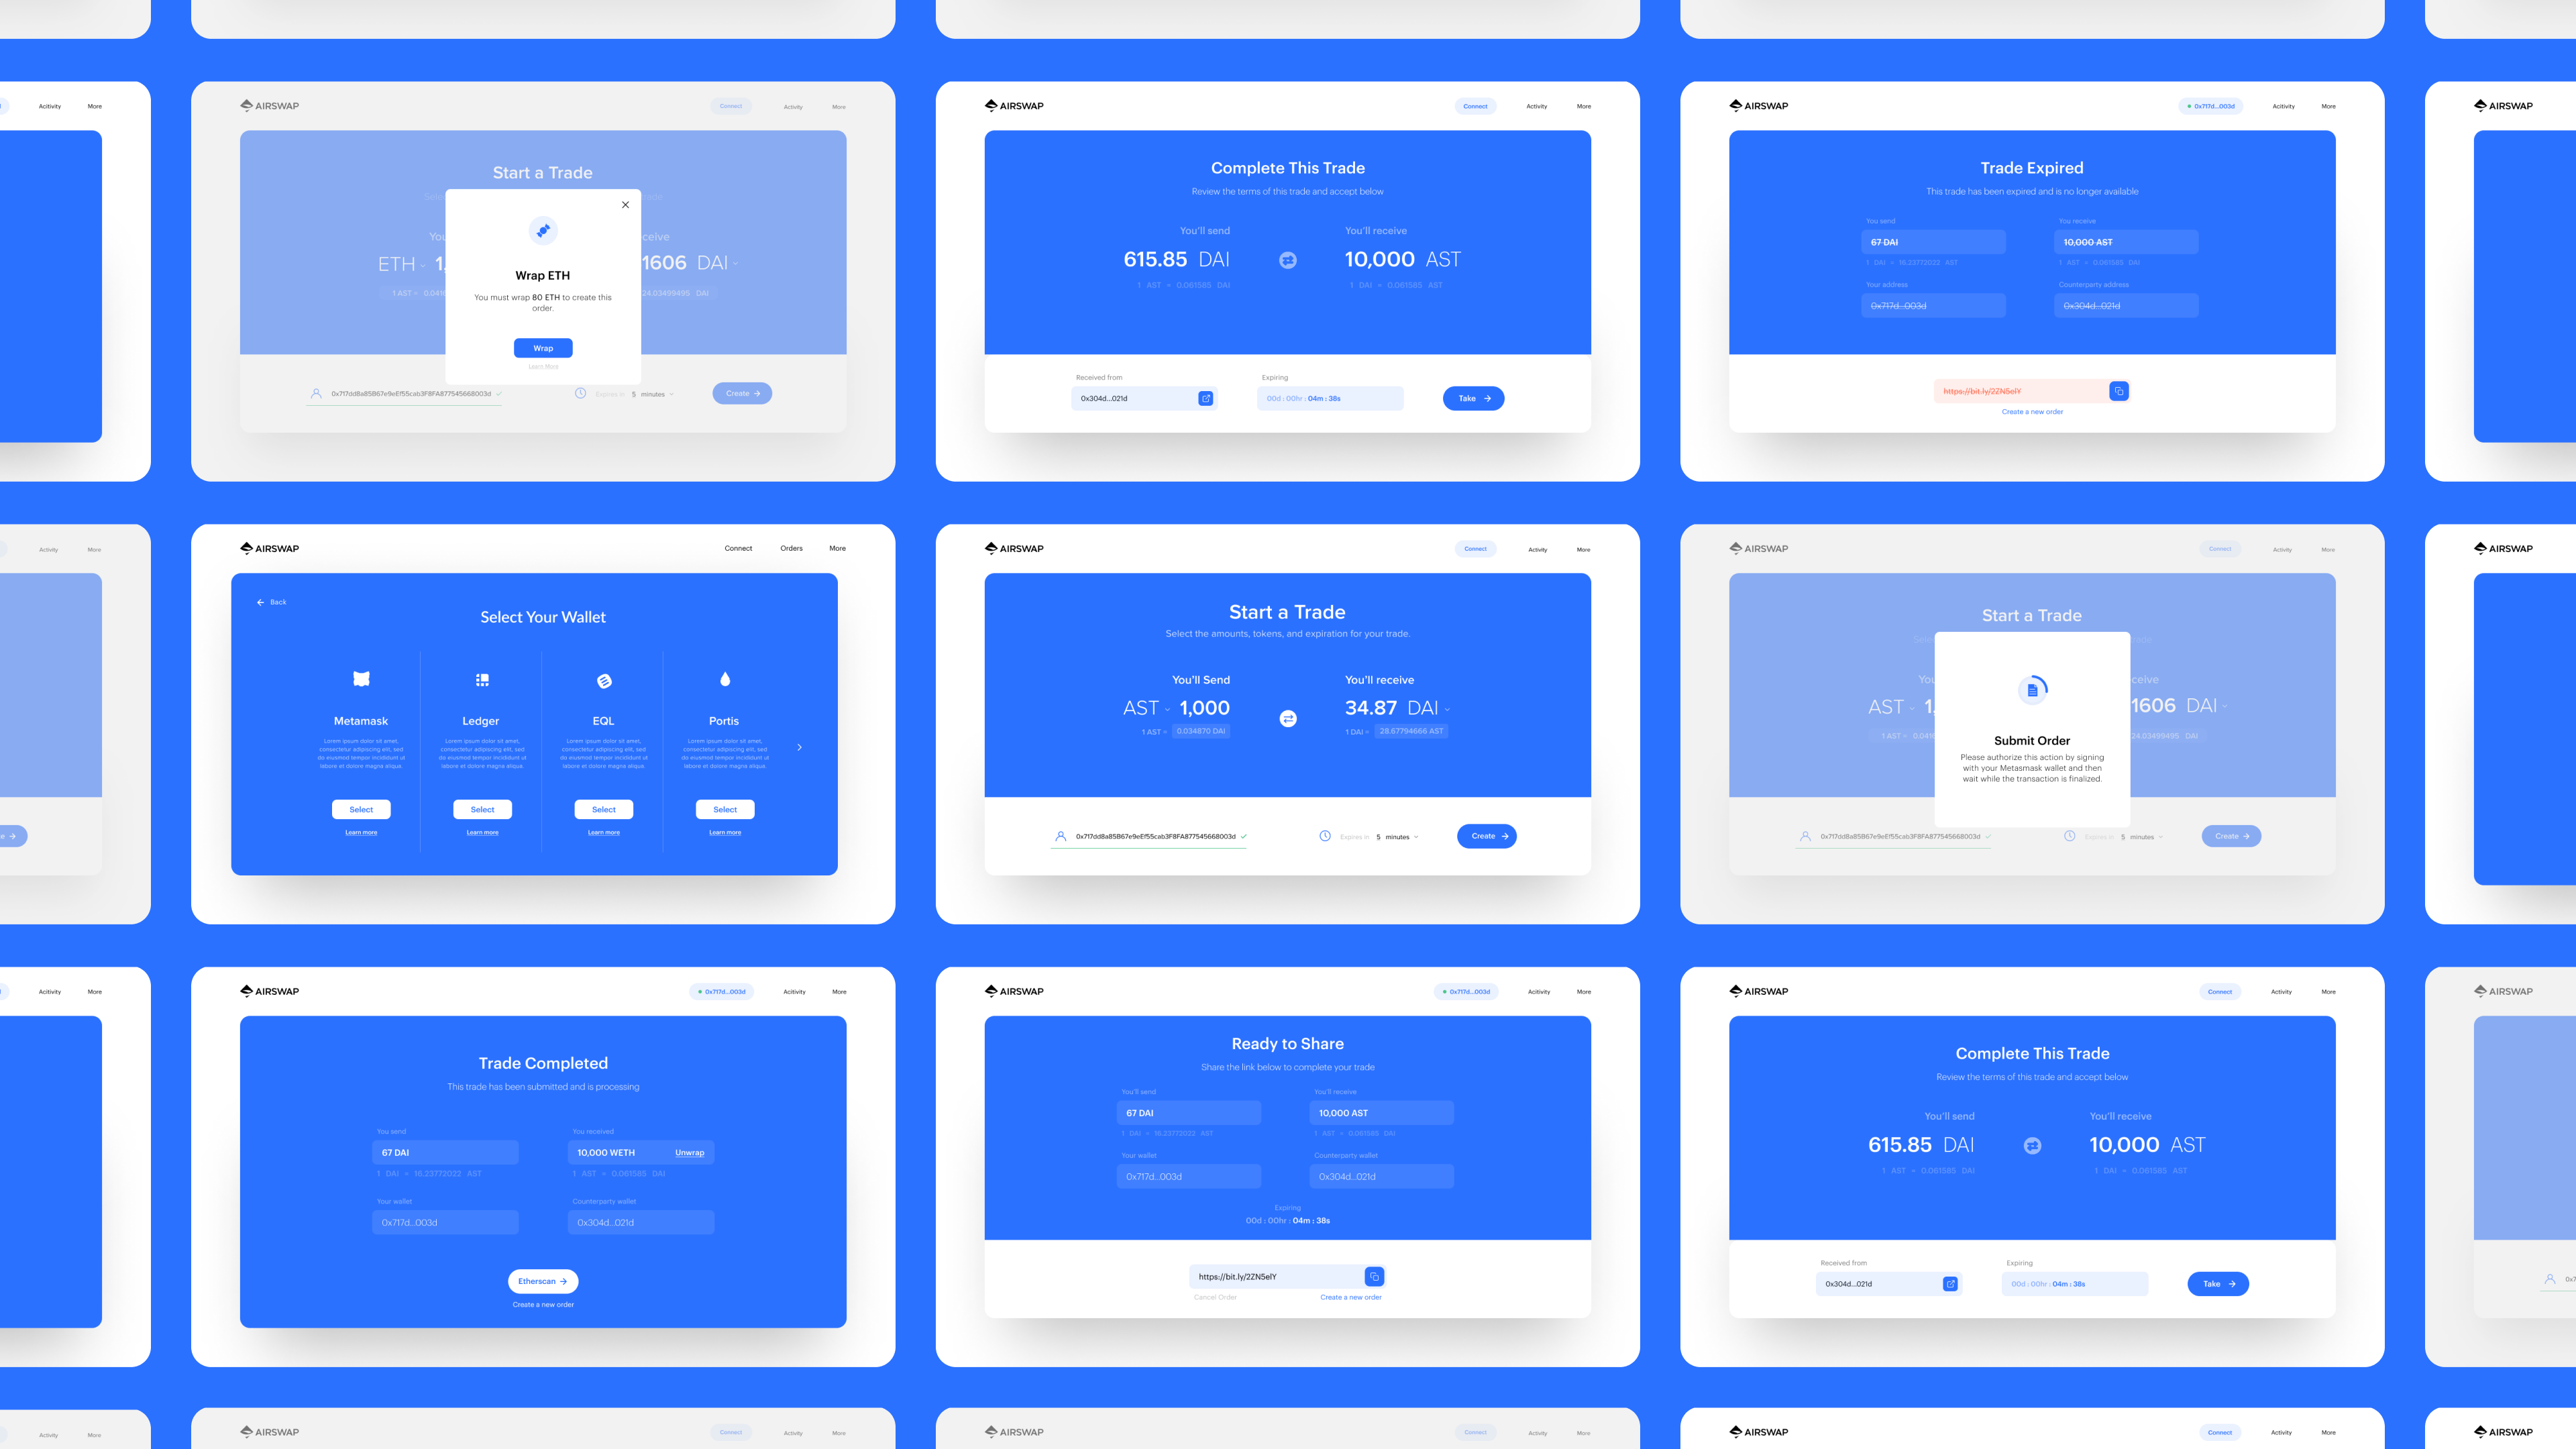 Acitivity More
AIRSWAP Connect Activity More
Start a Trade
ETH
1606 DAI
1 AST =
24.03499495 DAI
Wrap ETH
You must wrap 80 ETH to create this
order.
Wrap
Learn More
0x717dd8a85B67e9eEf55cab3F8FA877545668003d
Expires in 5 minutes
Create
AIRSWAP Connect Activity More
Complete This Trade
Review the terms of this trade and accept below
You'll send You'll receive
615.85 DAI 10,000 AST
1 AST = 0.061585 DAI 1 DAI = 0.061585 AST
Received from Expiring
0x304d...021d 00d : 00hr : 04m : 38s Take
AIRSWAP 0x717d...003d Acitivity More
Trade Expired
This trade has been expired and is no longer available
You send You receive
67 DAI 10,000 AST
1 DAI = 16.23772022 AST 1 AST = 0.061585 DAI
Your address Counterparty address
0x717d...003d 0x304d...021d
https://bit.ly/2ZN5elY
Create a new order
AIRSWAP
Activity More
AIRSWAP Connect Orders More
Back
Select Your Wallet
Metamask Ledger EQL Portis
Lorem ipsum dolor sit amet, Lorem ipsum dolor sit amet, Lorem ipsum dolor sit amet, Lorem ipsum dolor sit amet,
consectetur adipiscing elit, sed consectetur adipiscing elit, sed consectetur adipiscing elit, sed consectetur adipiscing elit, sed
do eiusmod tempor incididunt ut do eiusmod tempor incididunt ut do eiusmod tempor incididunt ut do eiusmod tempor incididunt ut
labore et dolore magna aliqua. labore et dolore magna aliqua. labore et dolore magna aliqua. labore et dolore magna aliqua.
Select Select Select Select
Learn more Learn more Learn more Learn more
AIRSWAP Connect Activity More
Start a Trade
Select the amounts, tokens, and expiration for your trade.
You'll Send You'll receive
AST 1,000 34.87 DAI
1 AST = 0.034870 DAI 1 DAI = 28.67794666 AST
0x717dd8a85B67e9eEf55cab3F8FA877545668003d Expires in 5 minutes Create
AIRSWAP Connect Activity More
Start a Trade
AST
1606 DAI
1 AST =
24.03499495 DAI
Submit Order
Please authorize this action by signing
with your Metasmask wallet and then
wait while the transaction is finalized.
0x717dd8a85B67e9eEf55cab3F8FA877545668003d Expires in 5 minutes Create
AIRSWAP
Acitivity More
AIRSWAP 0x717d...003d Acitivity More
Trade Completed
This trade has been submitted and is processing
You send You received
67 DAI 10,000 WETH Unwrap
1 DAI = 16.23772022 AST 1 AST = 0.061585 DAI
Your wallet Counterparty wallet
0x717d...003d 0x304d...021d
Etherscan
Create a new order
AIRSWAP 0x717d...003d Acitivity More
Ready to Share
Share the link below to complete your trade
You'll send You'll receive
67 DAI 10,000 AST
1 DAI = 16.23772022 AST 1 AST = 0.061585 DAI
Your wallet Counterparty wallet
0x717d...003d 0x304d...021d
Expiring
00d : 00hr : 04m : 38s
https://bit.ly/2ZN5elY
Cancel Order Create a new order
AIRSWAP Connect Activity More
Complete This Trade
Review the terms of this trade and accept below
You'll send You'll receive
615.85 DAI 10,000 AST
1 AST = 0.061585 DAI 1 DAI = 0.061585 AST
Received from Expiring
0x304d...021d 00d : 00hr : 04m : 38s Take
AIRSWAP
Activity More
AIRSWAP Connect Activity More
AIRSWAP Connect Activity More
AIRSWAP Connect Activity More
AIRSWAP